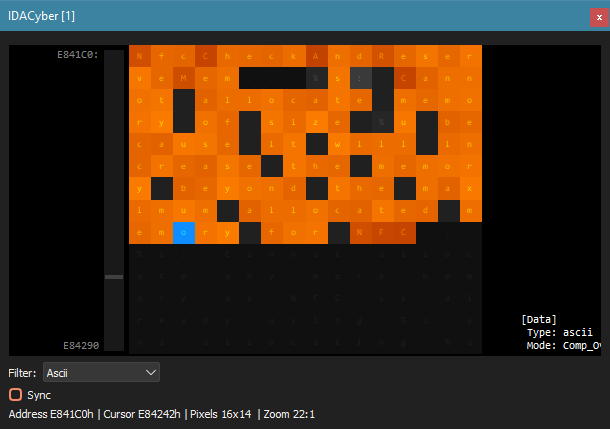 IDACyber [1]
E841C0:
N f c C h e c k A n d R e s e r
v e M e m % s : C a n n
o t a l l o c a t e m e m o
r y o f s i z e % u b e
c a u s e i t w i l l i n
c r e a s e t h e m e m o r
y b e y o n d t h e m a x
i m u m a l l o c a t e d m
e m o r y f o r N F C
E84290
[Data]
Type: ascii
Mode: Comp_Ov
Filter: Ascii
Sync
Address E841C0h | Cursor E84242h | Pixels 16x14 | Zoom 22:1